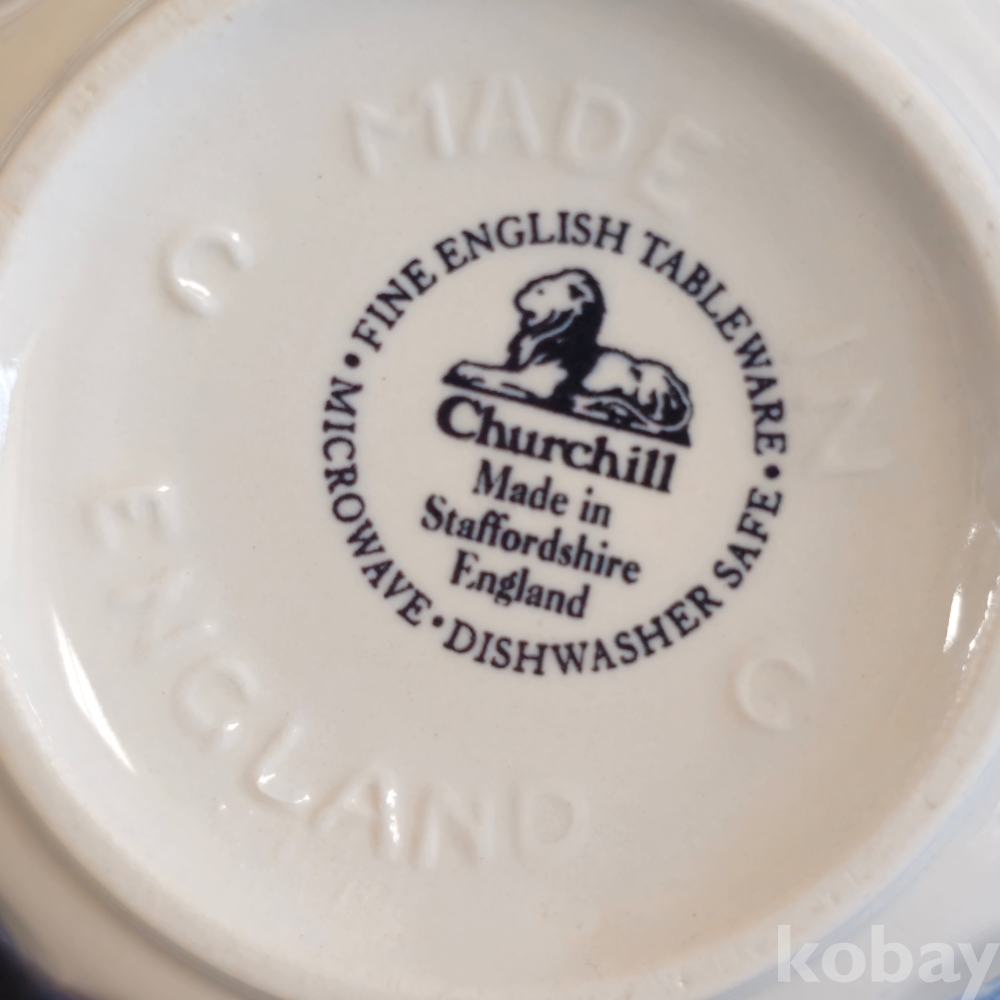 MADE
IN
ENGLAND
C
G
• FINE ENGLISH TABLEWARE •
MICROWAVE • DISHWASHER SAFE
Churchill
Made in
Staffordshire
England
kobay